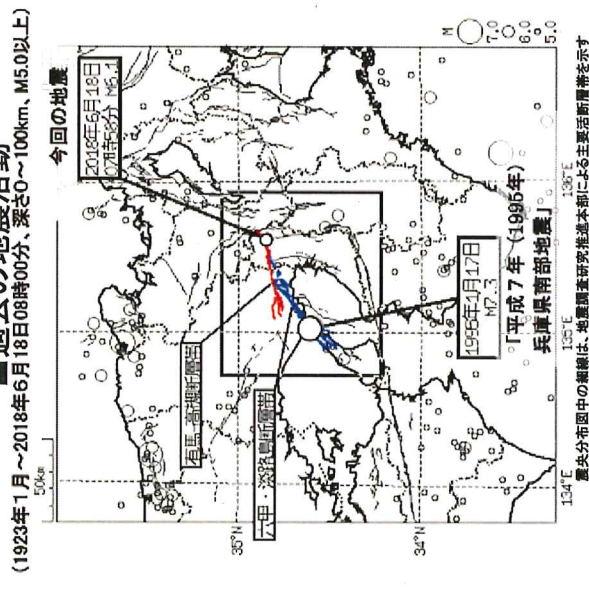 過去の地震活動
(1923年1月~2018年6月18日08時00分、深さ0~100km、M5.0以上)
50km
今回の地震
2018年6月18日
07時58分 M6.1
有馬-高槻断層帯
六甲・淡路島断層帯
35°N
34°N
1995年1月17日
M7.3
「平成7年(1995年)
兵庫県南部地震」
134°E
135°E
136°E
M
7.0
6.0
5.0
震央分布図中の細線は、地震調査研究推進本部による主要活断層帯を示す